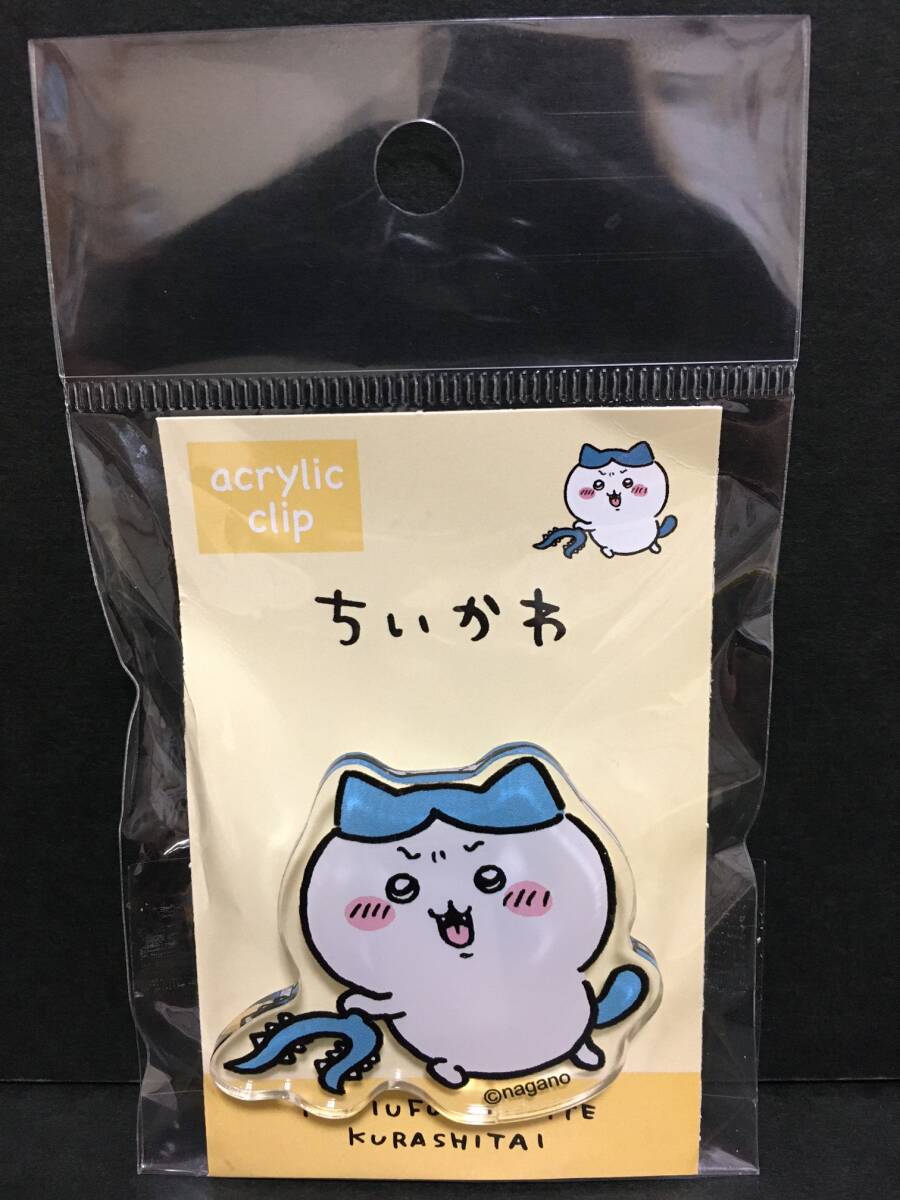 acrylic
clip
ちいかわ
©nagano
KURASHITAI